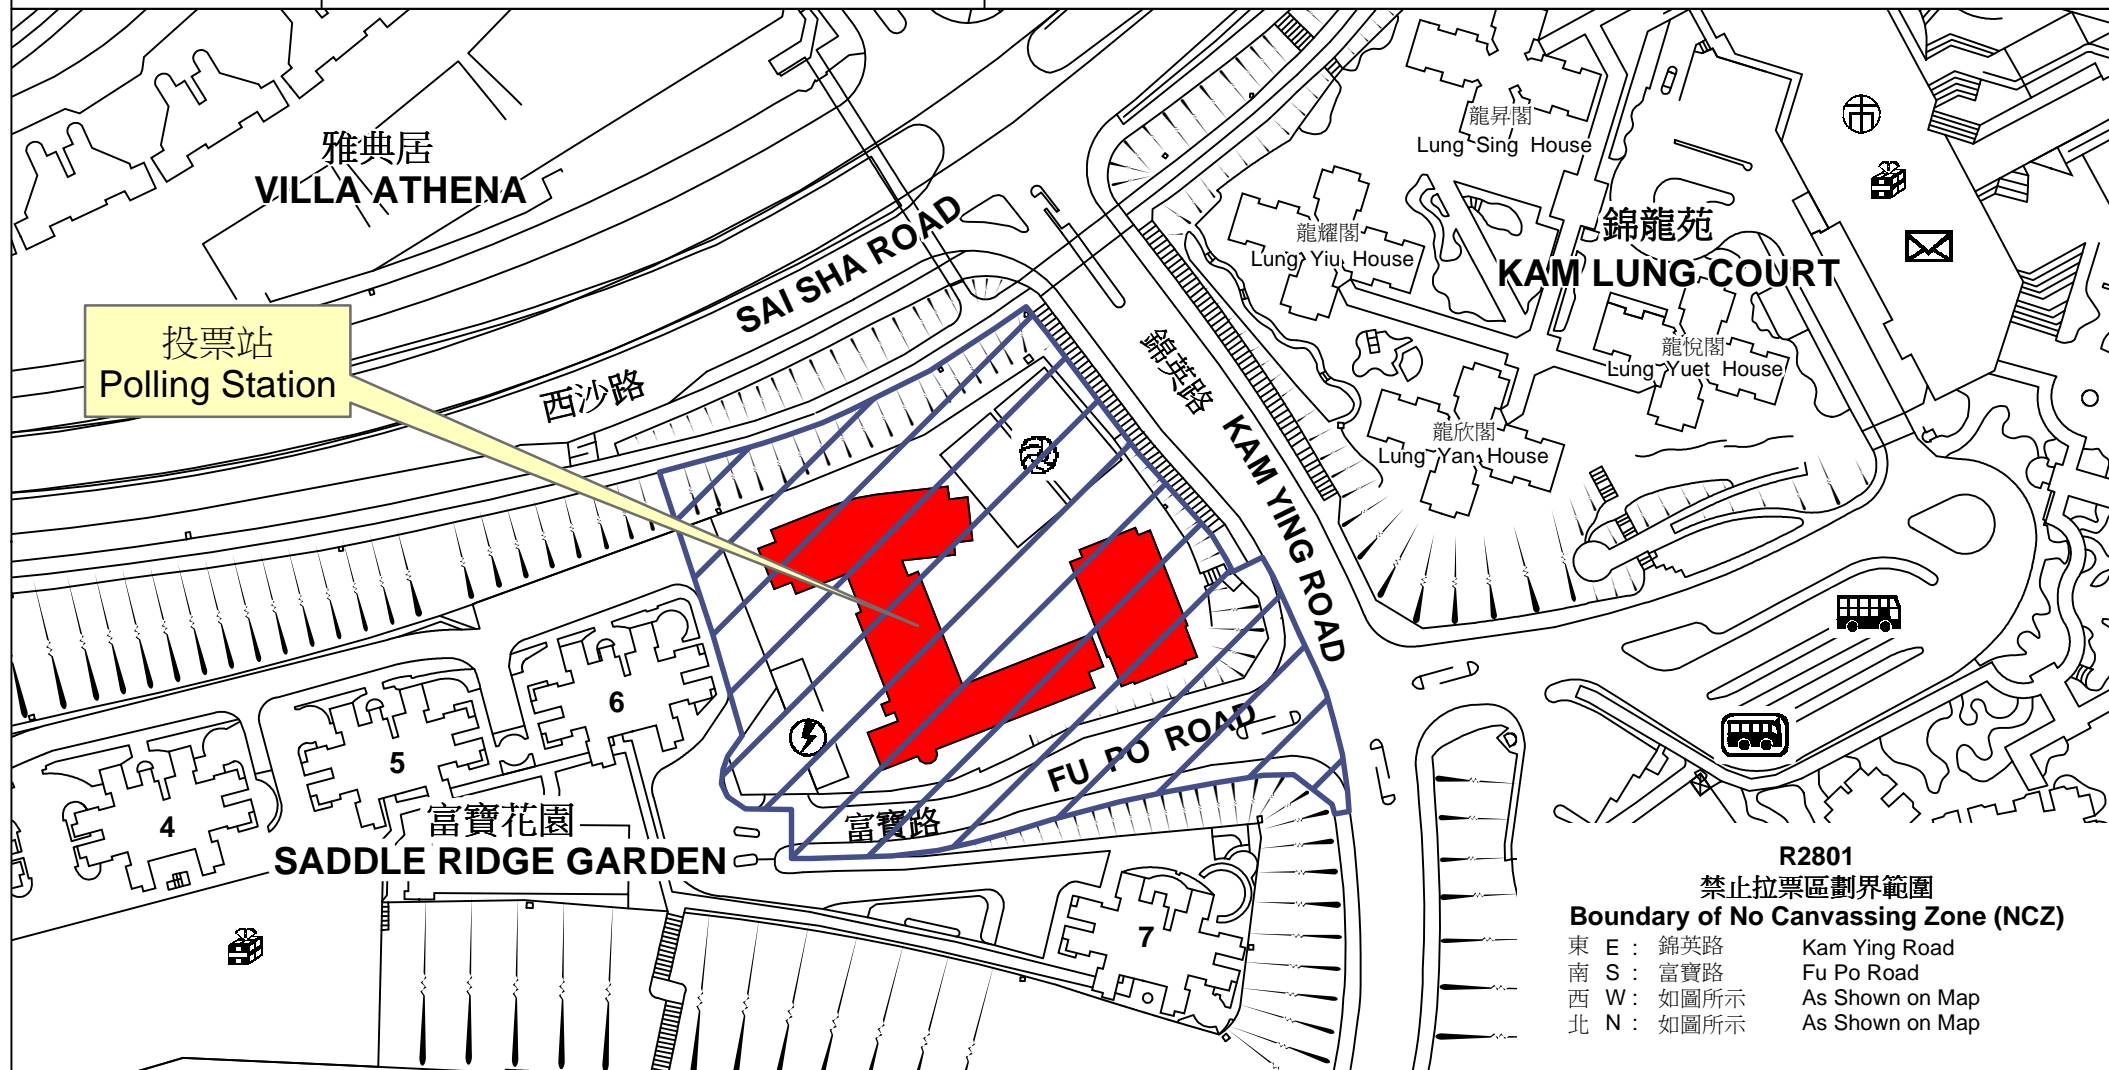 雅典居
VILLA ATHENA
龍昇閣
Lung Sing House
龍耀閣
Lung Yiu House
錦龍苑
KAM LUNG COURT
龍悅閣
Lung Yuet House
龍欣閣
Lung Yan House
投票站
Polling Station
西沙路
SAI SHA ROAD
錦英路
KAM YING ROAD
富寶路
FU PO ROAD
6
5
4
富寶花園
SADDLE RIDGE GARDEN
7
R2801
禁止拉票區劃界範圍
Boundary of No Canvassing Zone (NCZ)
東 E : 錦英路 Kam Ying Road
南 S : 富寶路 Fu Po Road
西 W : 如圖所示 As Shown on Map
北 N : 如圖所示 As Shown on Map